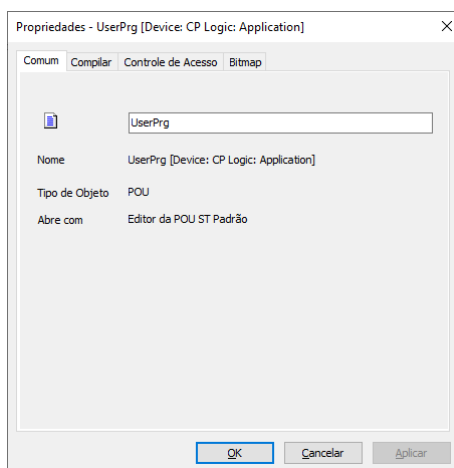 Propriedades - UserPrg [Device: CP Logic: Application]
Comum Compilar Controle de Acesso Bitmap
UserPrg
Nome UserPrg [Device: CP Logic: Application]
Tipo de Objeto POU
Abre com Editor da POU ST Padrão
OK Cancelar Aplicar